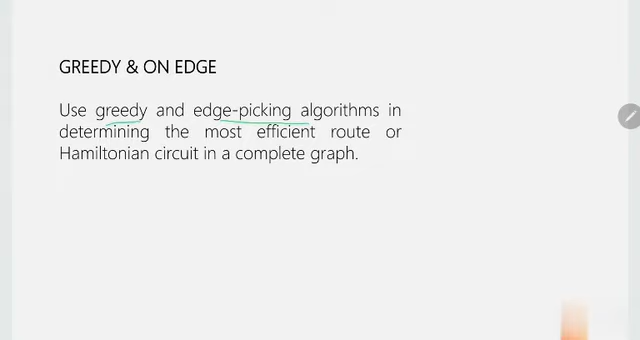 GREEDY & ON EDGE
Use greedy and edge-picking algorithms in
determining the most efficient route or
Hamiltonian circuit in a complete graph.